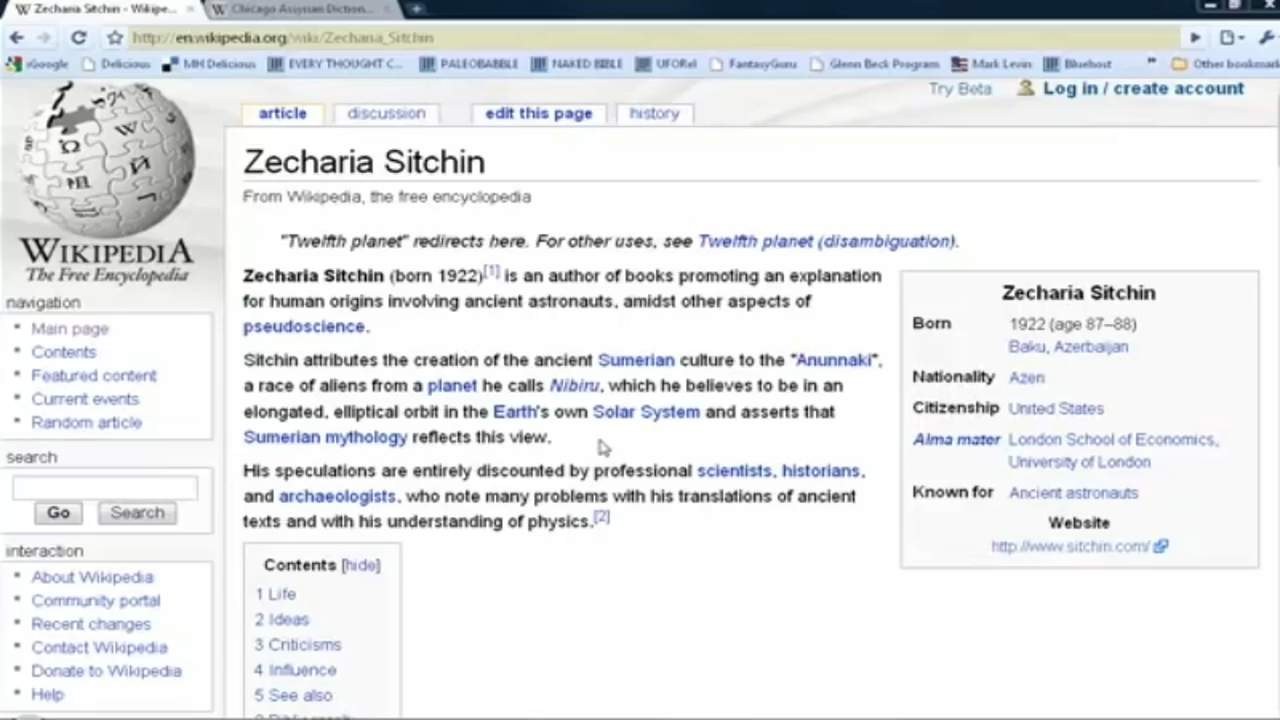 Zecharia Sitchin - Wikipe...
Chicago Assyrian Diction...
http://en.wikipedia.org/wiki/Zecharia_Sitchin
iGoogle Delicious MH Delicious EVERY THOUGHT C... PALEOBABBLE NAKED BIBLE UFORel FantasyGuru Glenn Beck Program Mark Levin Bluehost » Other bookmark
Try Beta Log in / create account
article discussion edit this page history
Zecharia Sitchin
From Wikipedia, the free encyclopedia
"Twelfth planet" redirects here. For other uses, see Twelfth planet (disambiguation).
Zecharia Sitchin (born 1922)[1] is an author of books promoting an explanation
for human origins involving ancient astronauts, amidst other aspects of
pseudoscience.
Sitchin attributes the creation of the ancient Sumerian culture to the "Anunnaki",
a race of aliens from a planet he calls Nibiru, which he believes to be in an
elongated, elliptical orbit in the Earth's own Solar System and asserts that
Sumerian mythology reflects this view.
His speculations are entirely discounted by professional scientists, historians,
and archaeologists, who note many problems with his translations of ancient
texts and with his understanding of physics.[2]
Contents [hide]
1 Life
2 Ideas
3 Criticisms
4 Influence
5 See also
Zecharia Sitchin
Born 1922 (age 87–88)
Baku, Azerbaijan
Nationality Azeri
Citizenship United States
Alma mater London School of Economics,
University of London
Known for Ancient astronauts
Website
http://www.sitchin.com/
WIKIPEDIA
The Free Encyclopedia
navigation
Main page
Contents
Featured content
Current events
Random article
search
Go Search
interaction
About Wikipedia
Community portal
Recent changes
Contact Wikipedia
Donate to Wikipedia
Help